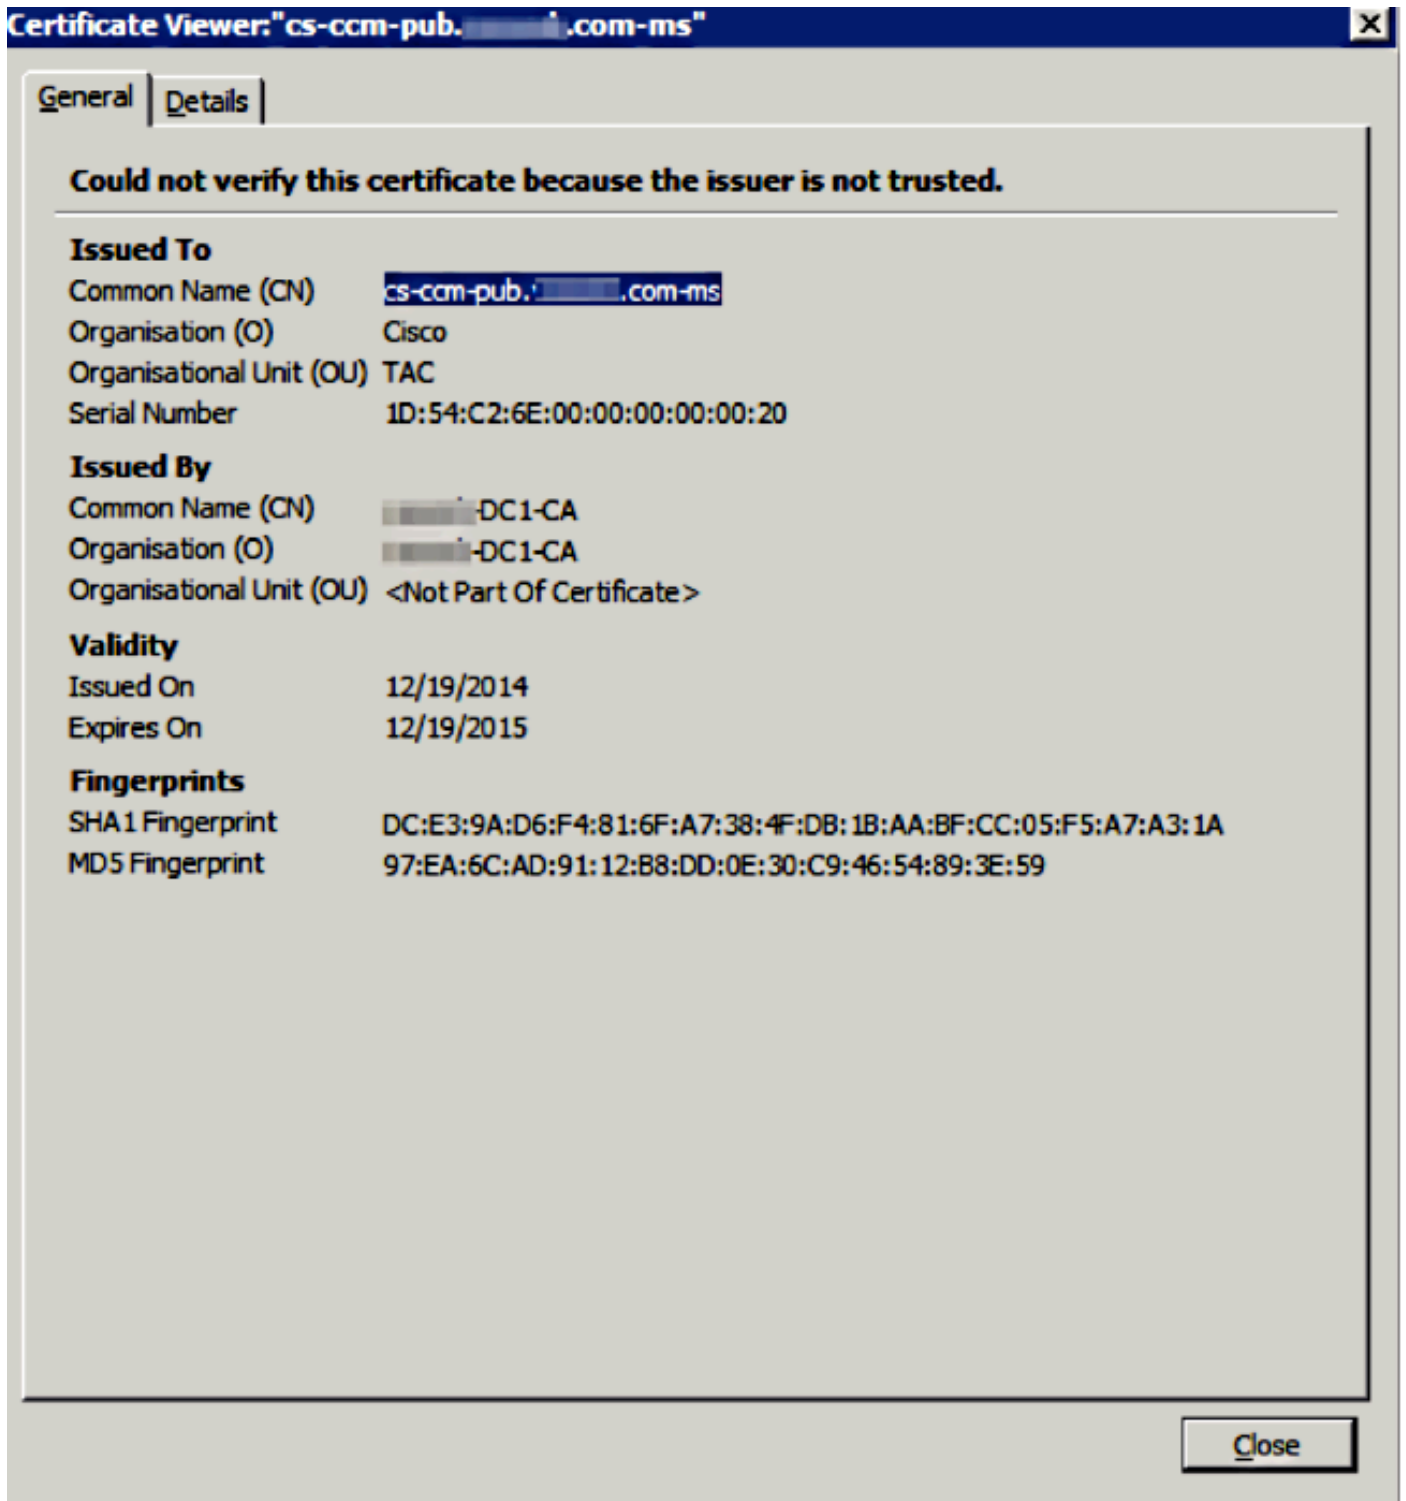 Certificate Viewer:"cs-ccm-pub. .com-ms"
General Details
Could not verify this certificate because the issuer is not trusted.
Issued To
Common Name (CN) cs-ccm-pub. .com-ms
Organisation (O) Cisco
Organisational Unit (OU) TAC
Serial Number 1D:54:C2:6E:00:00:00:00:00:20
Issued By
Common Name (CN) -DC1-CA
Organisation (O) -DC1-CA
Organisational Unit (OU) <Not Part Of Certificate>
Validity
Issued On 12/19/2014
Expires On 12/19/2015
Fingerprints
SHA1 Fingerprint DC:E3:9A:D6:F4:81:6F:A7:38:4F:DB:1B:AA:BF:CC:05:F5:A7:A3:1A
MD5 Fingerprint 97:EA:6C:AD:91:12:B8:DD:0E:30:C9:46:54:89:3E:59
Close